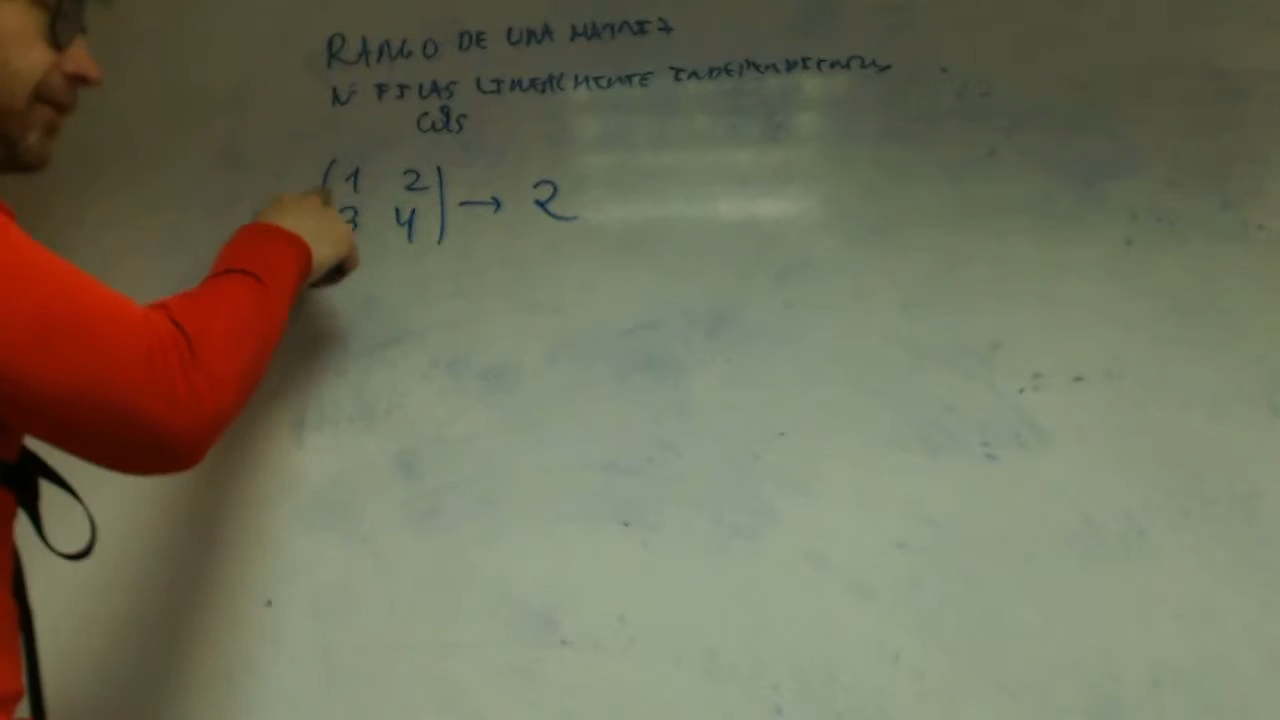 RANGO DE UNA MATRIZ
Nº FILAS LINEALMENTE INDEPENDIENTES
Cols
(1 2
3 4) → 2